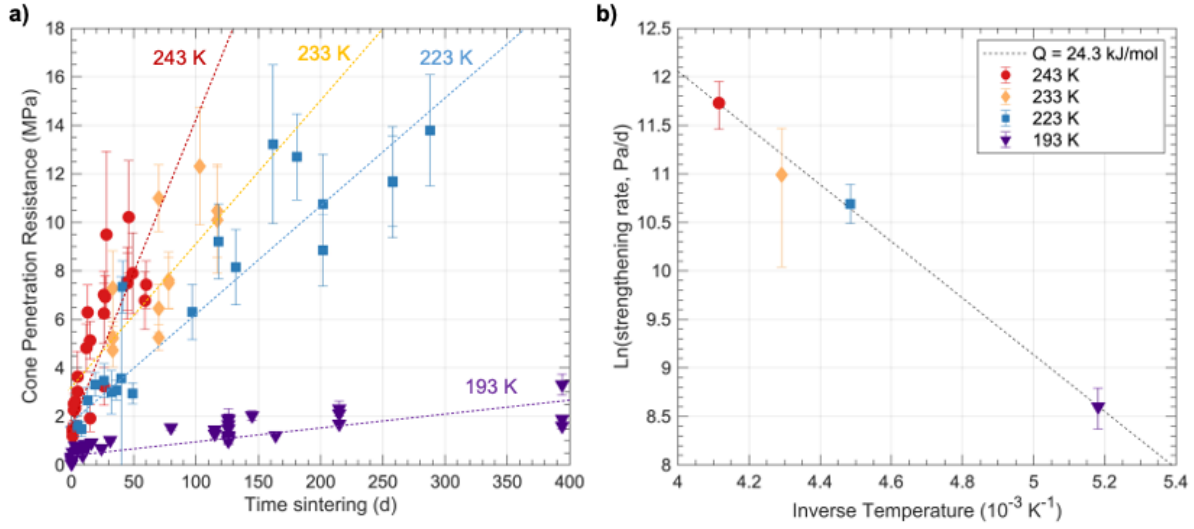 a)
18
16
14
12
10
8
6
4
2
0
Cone Penetration Resistance (MPa)
243 K
233 K
223 K
193 K
0 50 100 150 200 250 300 350 400
Time sintering (d)
b)
12.5
12
11.5
11
10.5
10
9.5
9
8.5
8
Ln(strengthening rate, Pa/d)
Q = 24.3 kJ/mol
243 K
233 K
223 K
193 K
4 4.2 4.4 4.6 4.8 5 5.2 5.4
Inverse Temperature (10⁻³ K⁻¹)